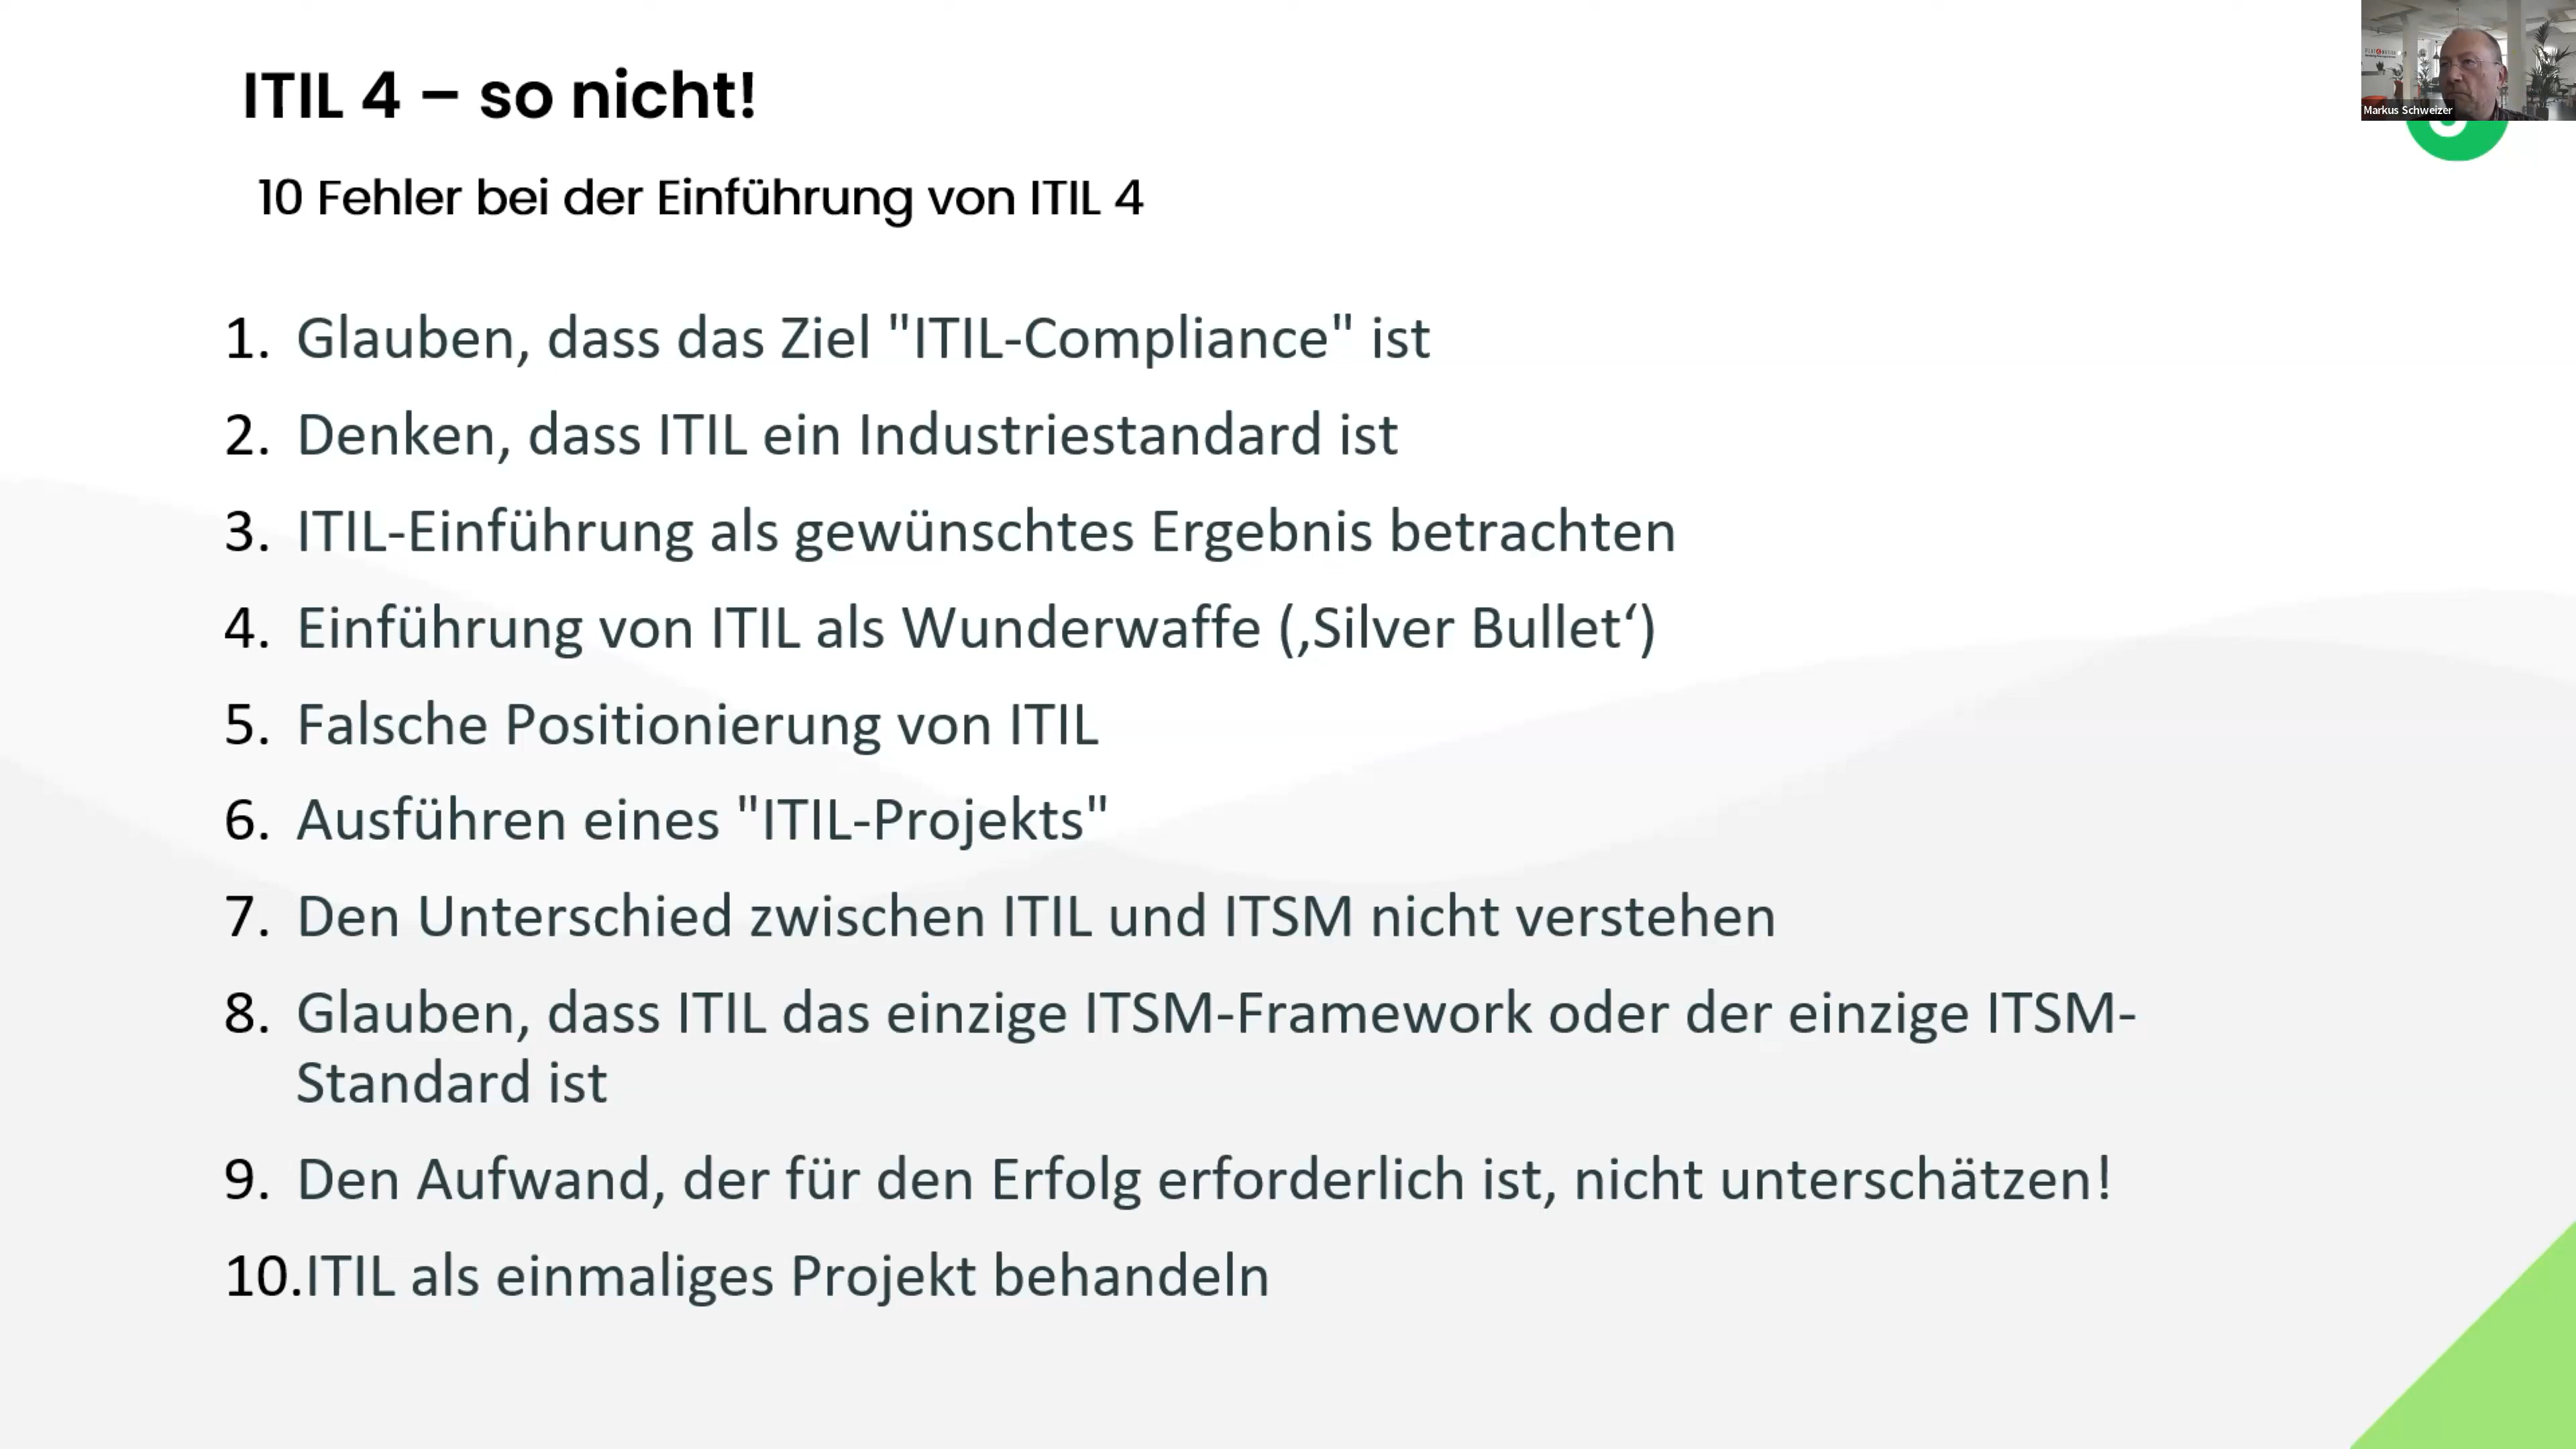 ITIL 4 – so nicht!
Markus Schweizer
10 Fehler bei der Einführung von ITIL 4
1. Glauben, dass das Ziel "ITIL-Compliance" ist
2. Denken, dass ITIL ein Industriestandard ist
3. ITIL-Einführung als gewünschtes Ergebnis betrachten
4. Einführung von ITIL als Wunderwaffe (‚Silver Bullet‘)
5. Falsche Positionierung von ITIL
6. Ausführen eines "ITIL-Projekts"
7. Den Unterschied zwischen ITIL und ITSM nicht verstehen
8. Glauben, dass ITIL das einzige ITSM-Framework oder der einzige ITSM-
Standard ist
9. Den Aufwand, der für den Erfolg erforderlich ist, nicht unterschätzen!
10.ITIL als einmaliges Projekt behandeln